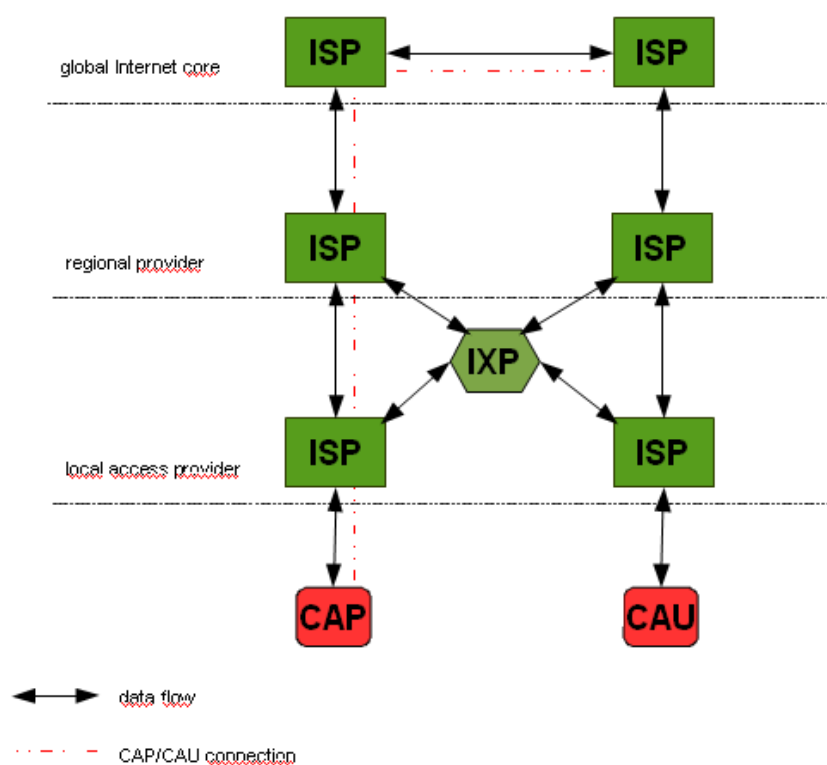 ISP ISP
global Internet core
ISP ISP
regional provider
IXP
ISP ISP
local access provider
CAP CAU
data flow
CAP/CAU connection